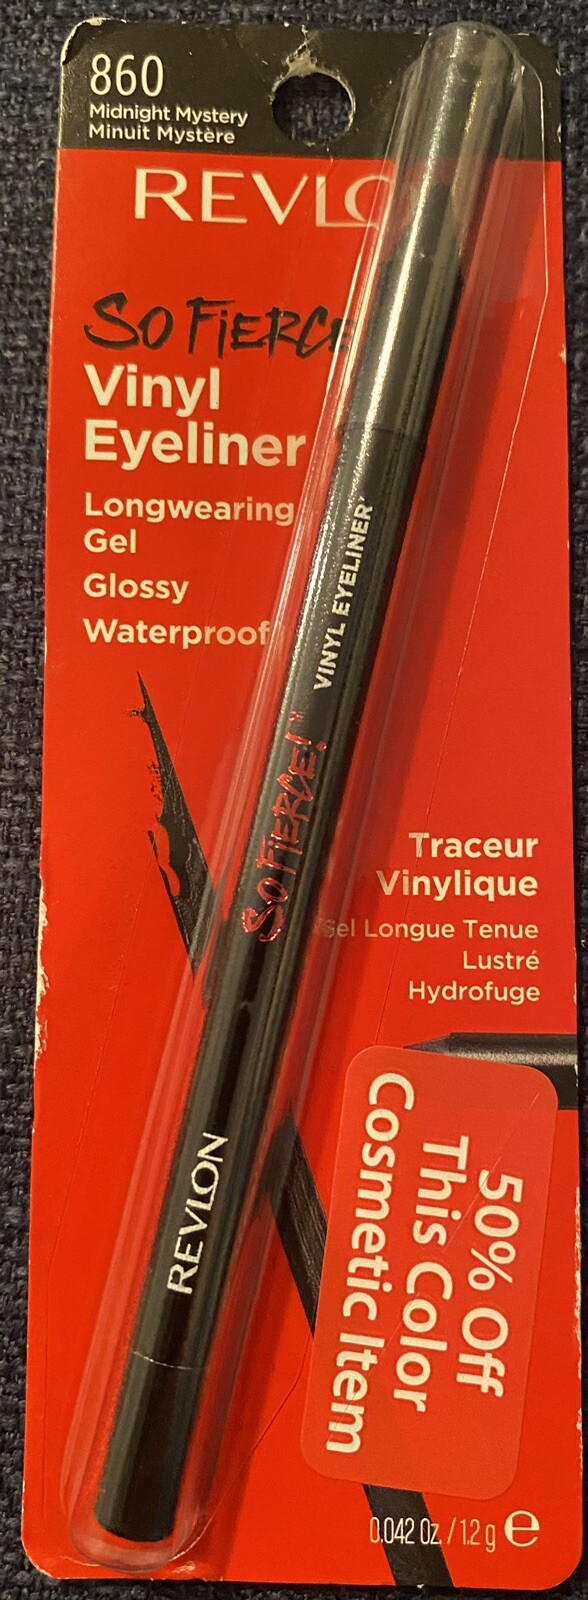 860
Midnight Mystery
Minuit Mystère
REVLO
SO FiERCE
Vinyl
Eyeliner
Longwearing
Gel
Glossy
Waterproof
VINYL EYELINER
SO FiERCE!™
REVLON
Traceur
Vinylique
Gel Longue Tenue
Lustré
Hydrofuge
50% Off
This Color
Cosmetic Item
0.042 Oz. / 1.2 g ℮